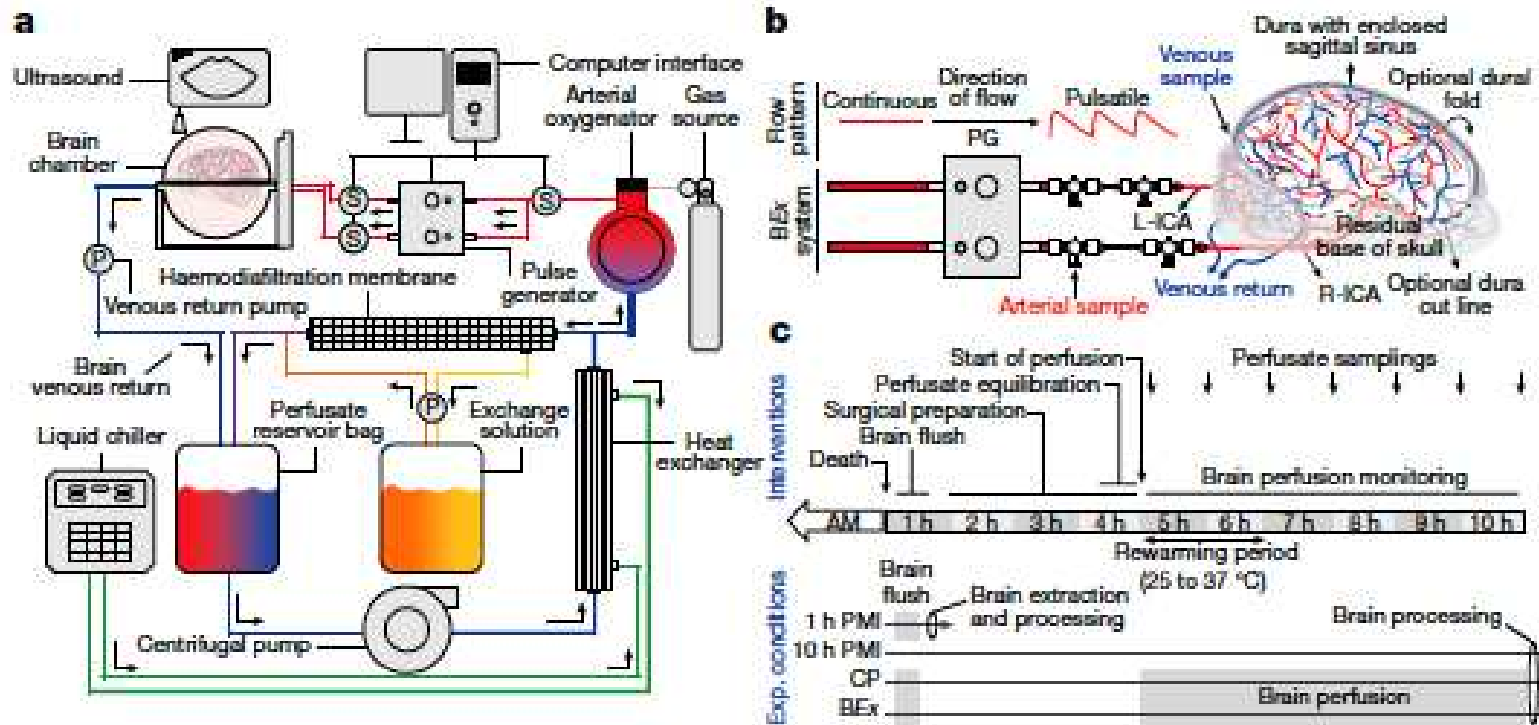 a
Ultrasound
Computer interface
Arterial
oxygenator
Gas
source
Brain
chamber
S
S
S
P
Haemodiafiltration membrane
Pulse
generator
Venous return pump
Brain
venous return
P
Perfusate
reservoir bag
Exchange
solution
Liquid chiller
Heat
exchanger
Centrifugal pump
b
Dura with enclosed
sagittal sinus
Venous
sample
Optional dural
fold
Flow
pattern
Continuous
Direction
of flow
Pulsatile
PG
BEx
system
L-ICA
Residual
base of skull
Venous return
R-ICA
Optional dura
cut line
Arterial sample
c
Start of perfusion
Perfusate samplings
Perfusate equilibration
Surgical preparation
Brain flush
Death
Interventions
Brain perfusion monitoring
AM 1 h 2 h 3 h 4 h 5 h 6 h 7 h 8 h 9 h 10 h
Rewarming period
(25 to 37 °C)
Brain
flush
Exp. conditions
Brain extraction
and processing
Brain processing
1 h PMI
10 h PMI
CP
BEx
Brain perfusion